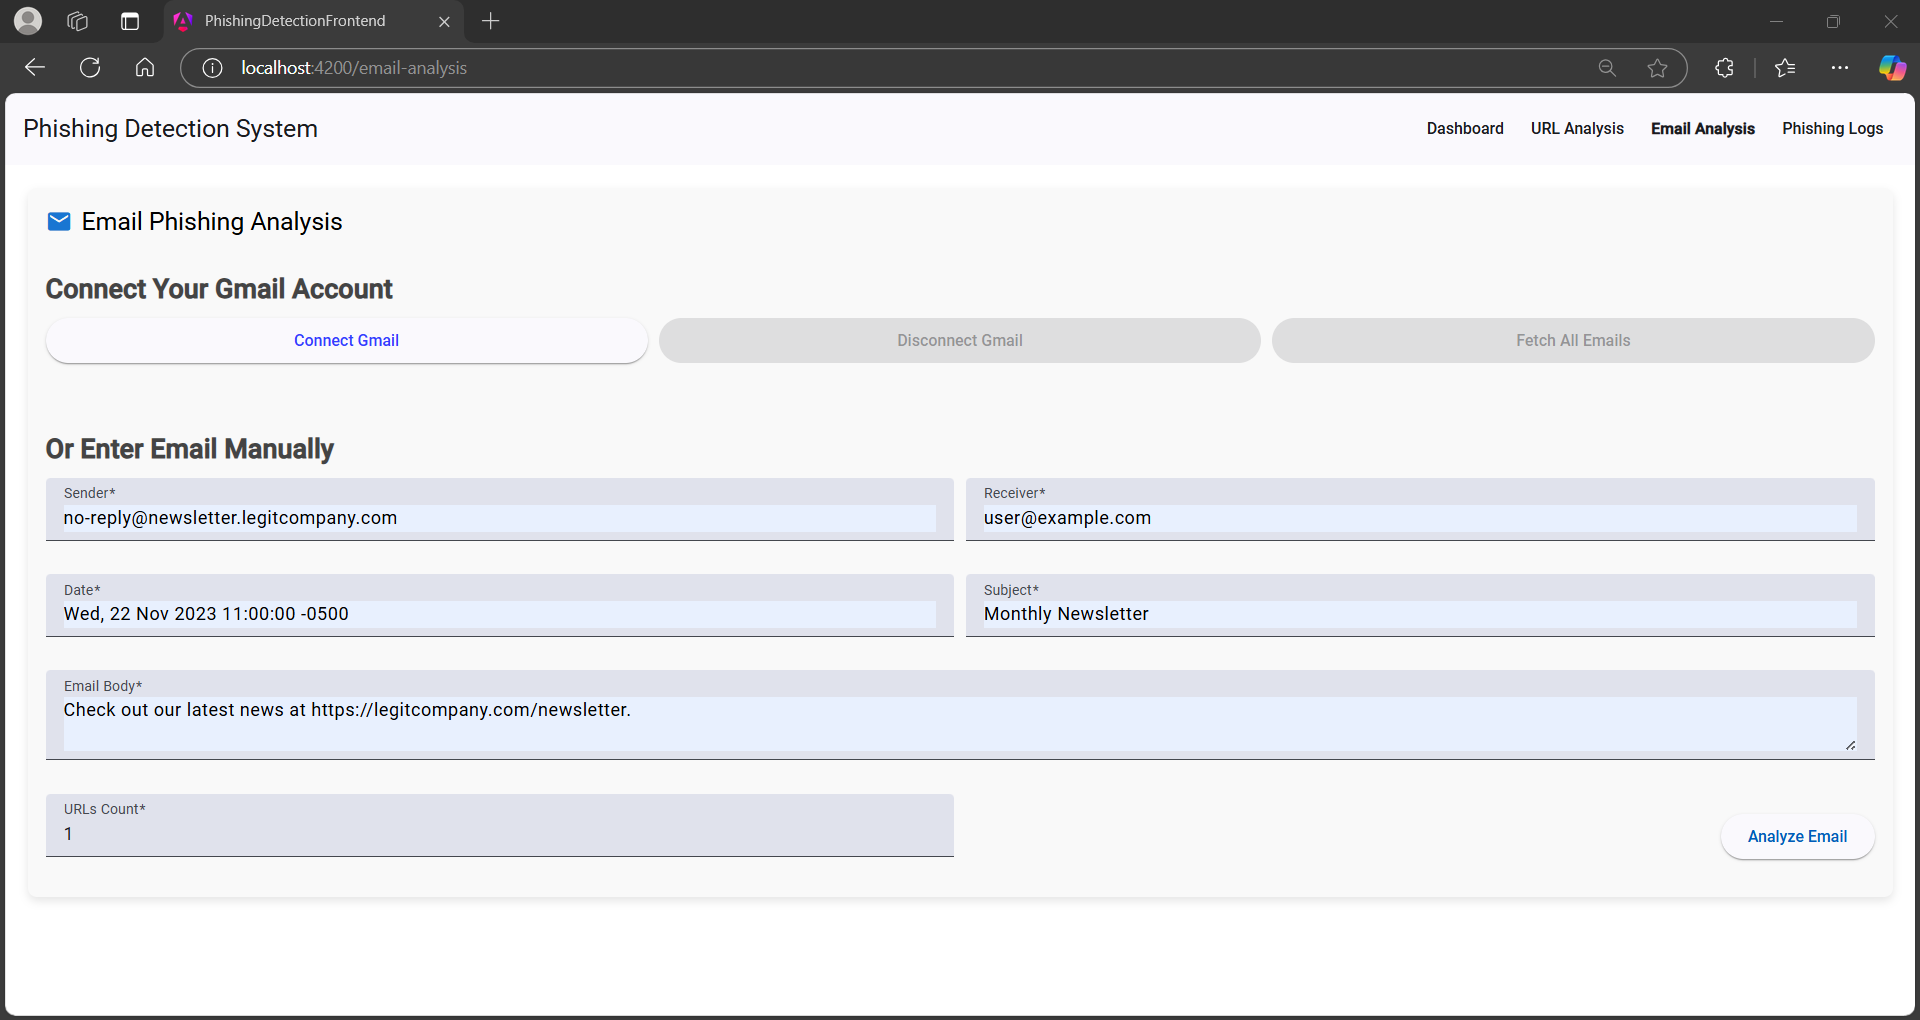 PhishingDetectionFrontend
localhost:4200/email-analysis
Phishing Detection System
Dashboard URL Analysis Email Analysis Phishing Logs
Email Phishing Analysis
Connect Your Gmail Account
Connect Gmail Disconnect Gmail Fetch All Emails
Or Enter Email Manually
Sender* Receiver*
no-reply@newsletter.legitcompany.com user@example.com
Date* Subject*
Wed, 22 Nov 2023 11:00:00 -0500 Monthly Newsletter
Email Body*
Check out our latest news at https://legitcompany.com/newsletter.
URLs Count*
1
Analyze Email